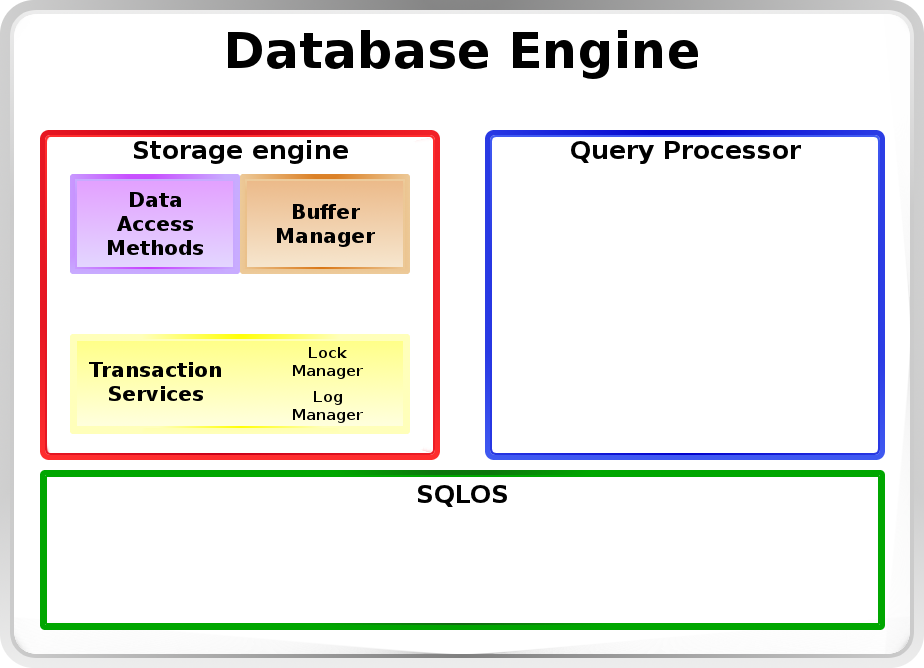 Database Engine
Storage engine
Data
Access
Methods
Buffer
Manager
Transaction
Services
Lock
Manager
Log
Manager
Query Processor
SQLOS